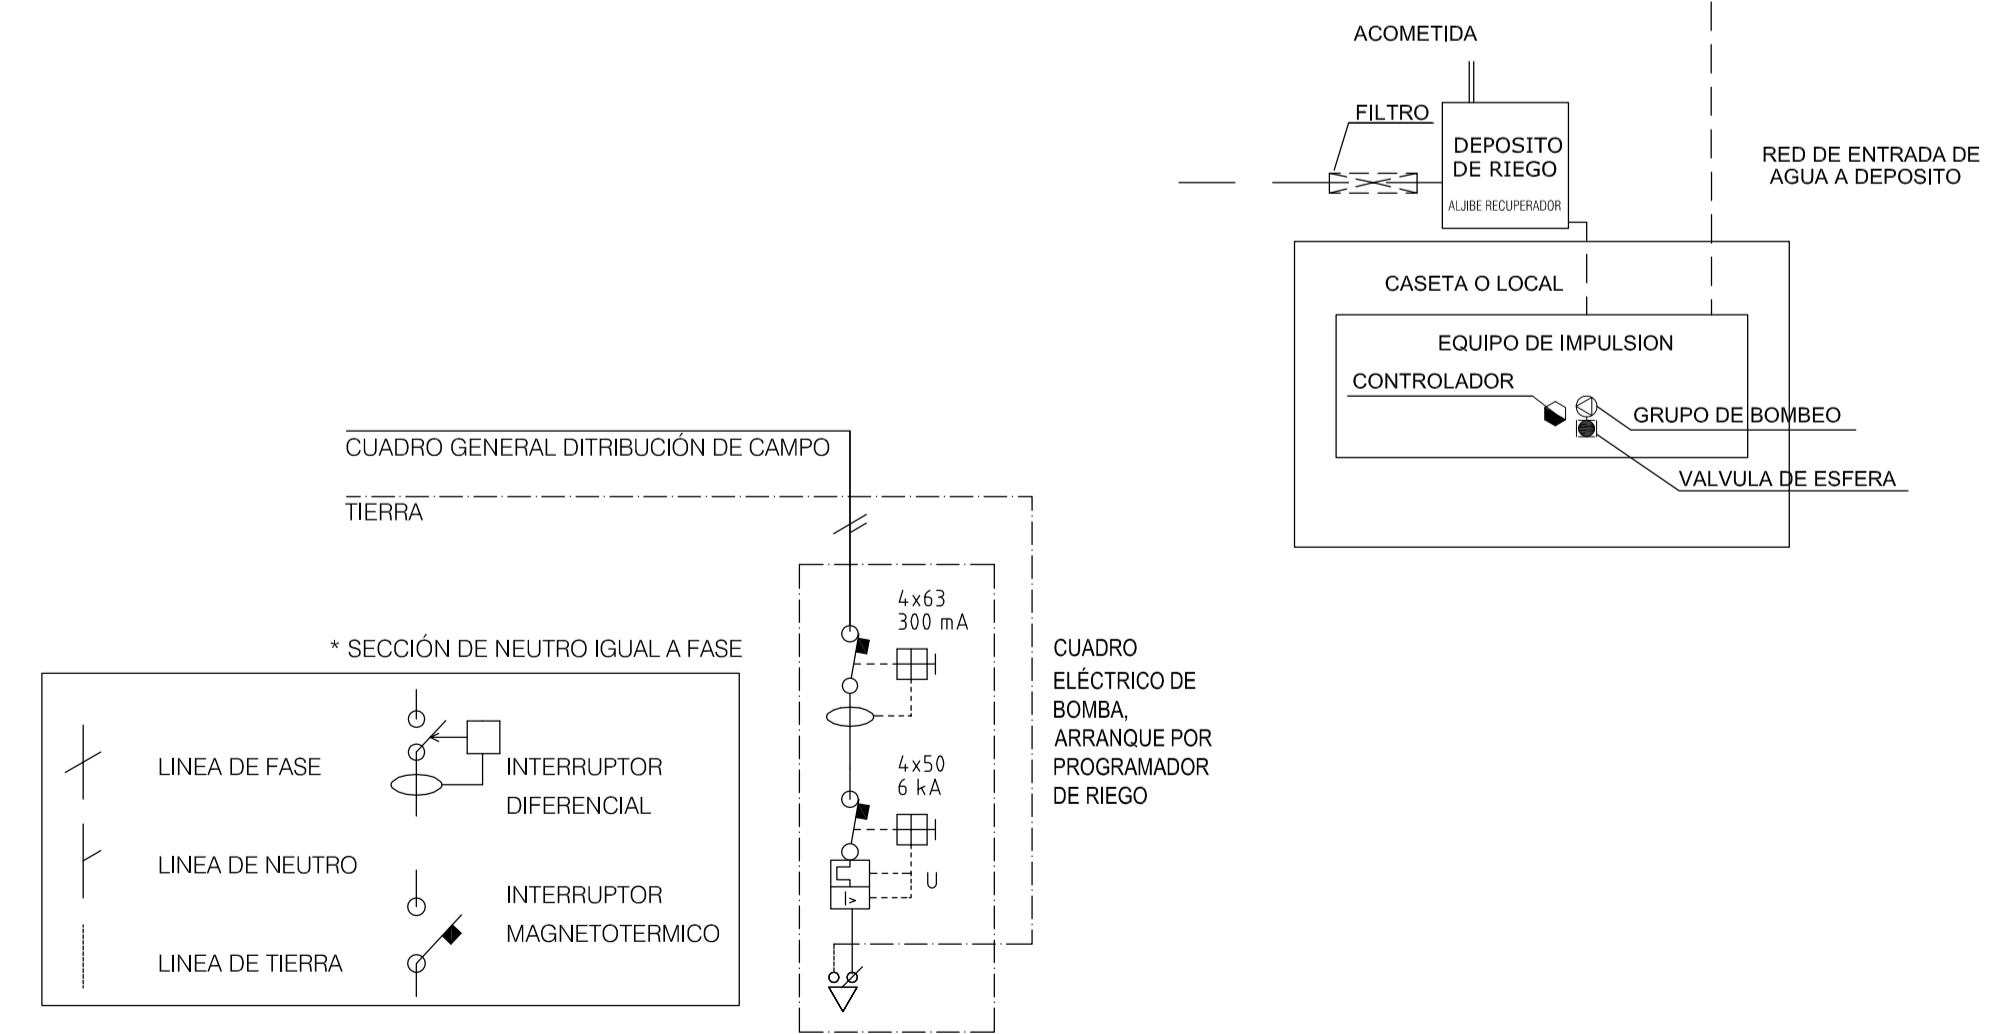 ACOMETIDA
FILTRO
DEPOSITO
DE RIEGO
ALJIBE RECUPERADOR
RED DE ENTRADA DE
AGUA A DEPOSITO
CASETA O LOCAL
EQUIPO DE IMPULSION
CONTROLADOR
GRUPO DE BOMBEO
VALVULA DE ESFERA
CUADRO GENERAL DITRIBUCIÓN DE CAMPO
TIERRA
4x63
300 mA
4x50
6 kA
U
I>
CUADRO
ELÉCTRICO DE
BOMBA,
ARRANQUE POR
PROGRAMADOR
DE RIEGO
* SECCIÓN DE NEUTRO IGUAL A FASE
LINEA DE FASE
LINEA DE NEUTRO
LINEA DE TIERRA
INTERRUPTOR
DIFERENCIAL
INTERRUPTOR
MAGNETOTERMICO